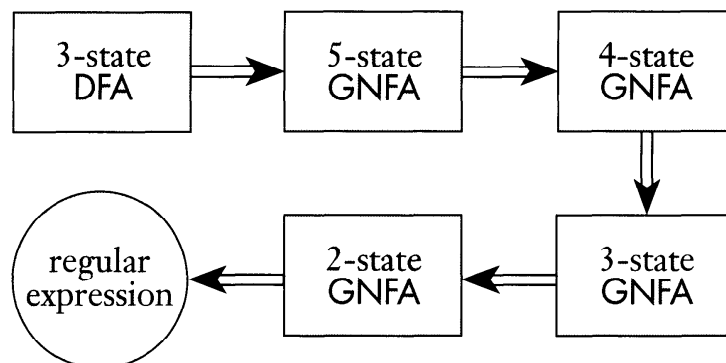 3-state
DFA
5-state
GNFA
4-state
GNFA
regular
expression
2-state
GNFA
3-state
GNFA